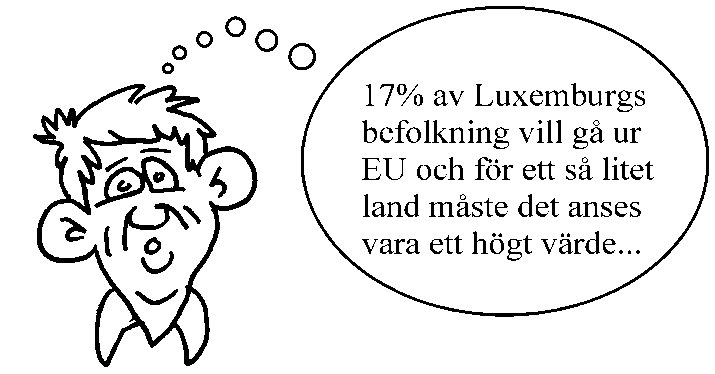 17% av Luxemburgs
befolkning vill gå ur
EU och för ett så litet
land måste det anses
vara ett högt värde...